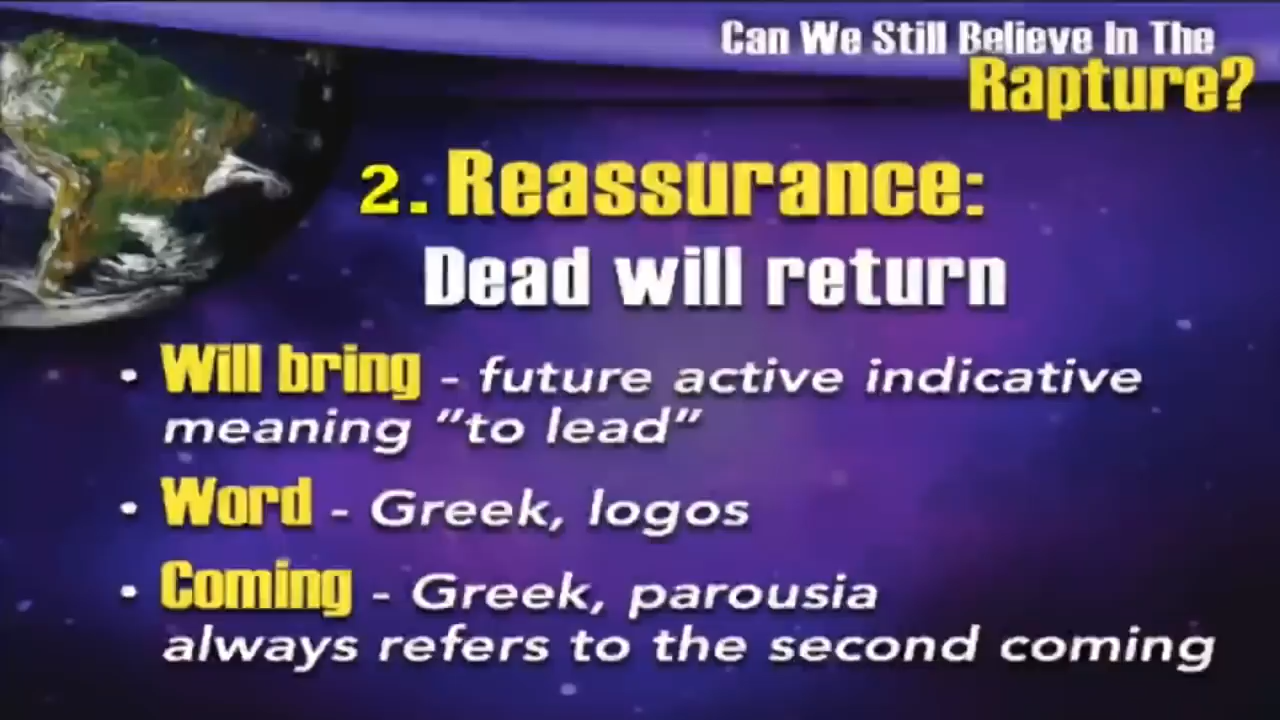 Can We Still Believe In The
Rapture?
2. Reassurance:
Dead will return
• Will bring - future active indicative
meaning "to lead"
• Word - Greek, logos
• Coming - Greek, parousia
always refers to the second coming